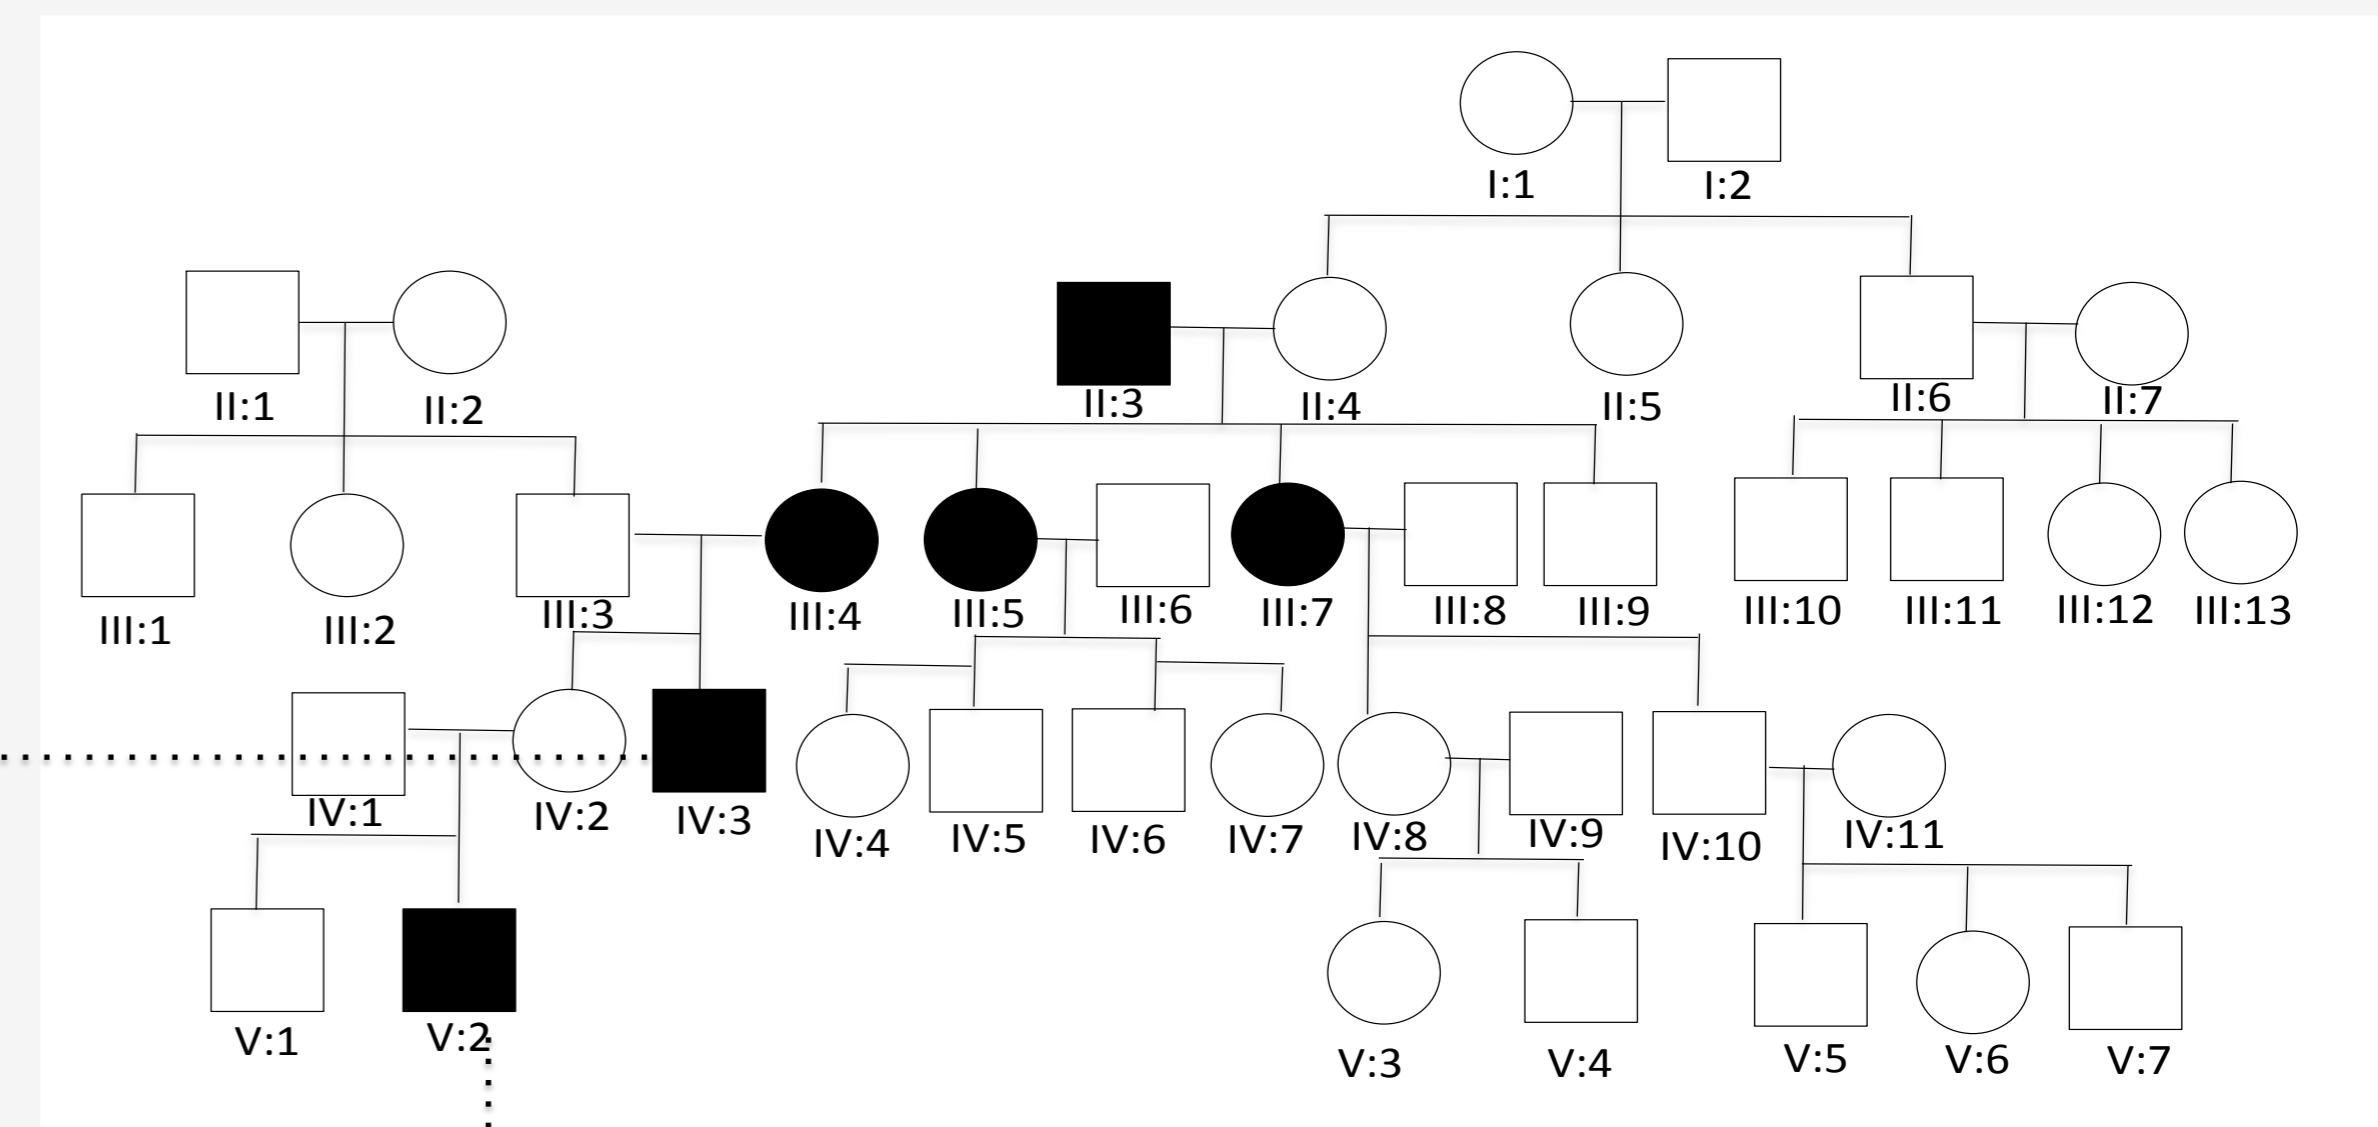 I:1 I:2
II:1 II:2 II:3 II:4 II:5 II:6 II:7
III:1 III:2 III:3 III:4 III:5 III:6 III:7 III:8 III:9 III:10 III:11 III:12 III:13
IV:1 IV:2 IV:3 IV:4 IV:5 IV:6 IV:7 IV:8 IV:9 IV:10 IV:11
V:1 V:2 V:3 V:4 V:5 V:6 V:7